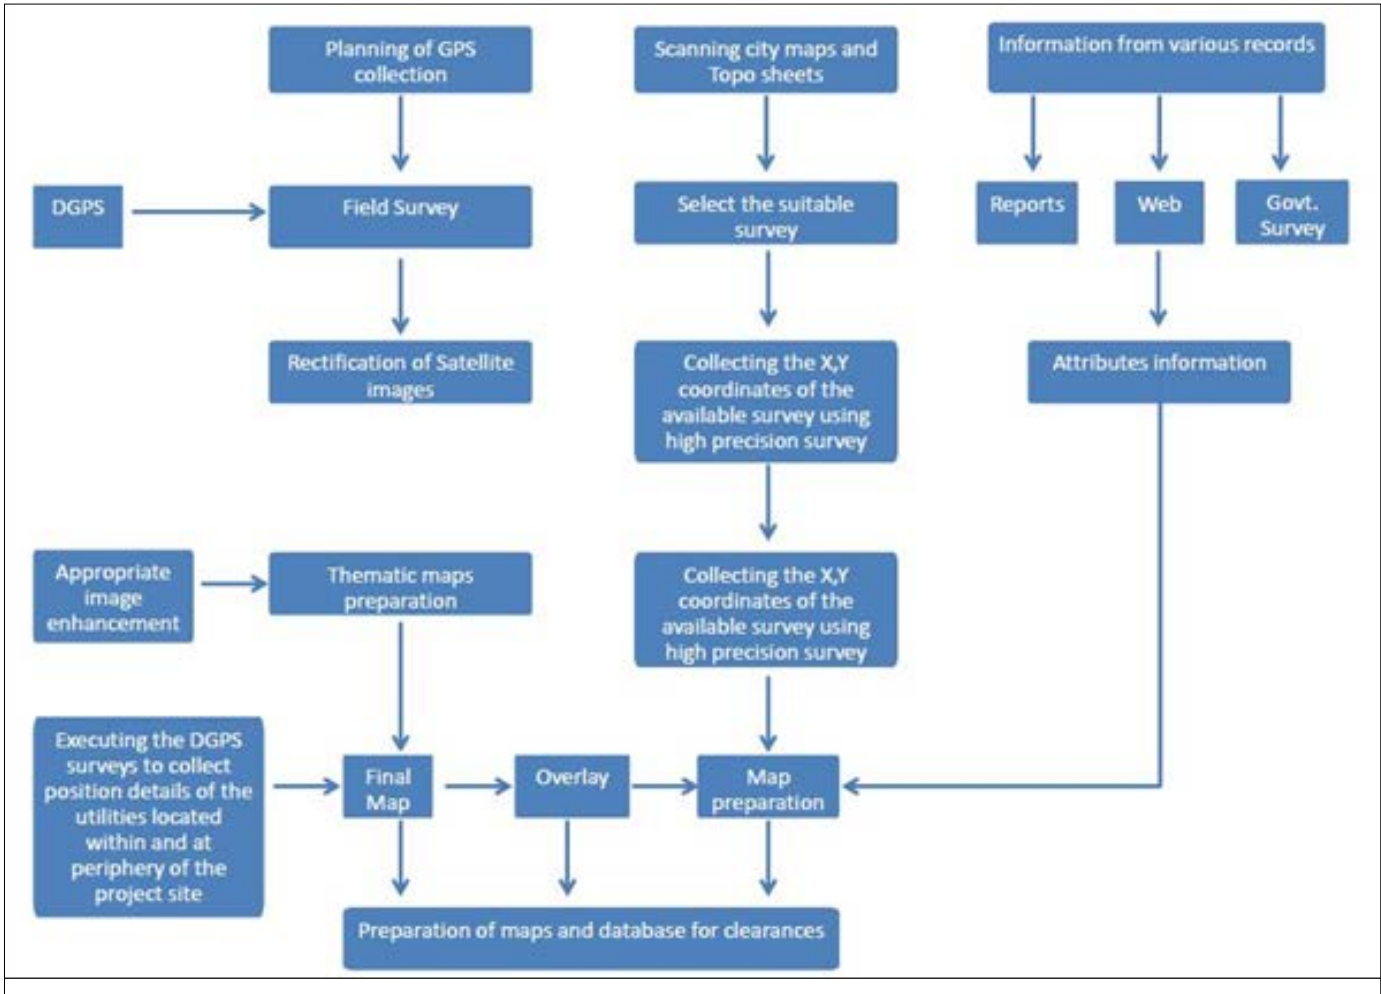 Planning of GPS
collection
Scanning city maps and
Topo sheets
Information from various records
DGPS
Field Survey
Select the suitable
survey
Reports
Web
Govt.
Survey
Rectification of Satellite
images
Collecting the X,Y
coordinates of the
available survey using
high precision survey
Attributes information
Appropriate
image
enhancement
Thematic maps
preparation
Collecting the X,Y
coordinates of the
available survey using
high precision survey
Executing the DGPS
surveys to collect
position details of the
utilities located
within and at
periphery of the
project site
Final
Map
Overlay
Map
preparation
Preparation of maps and database for clearances